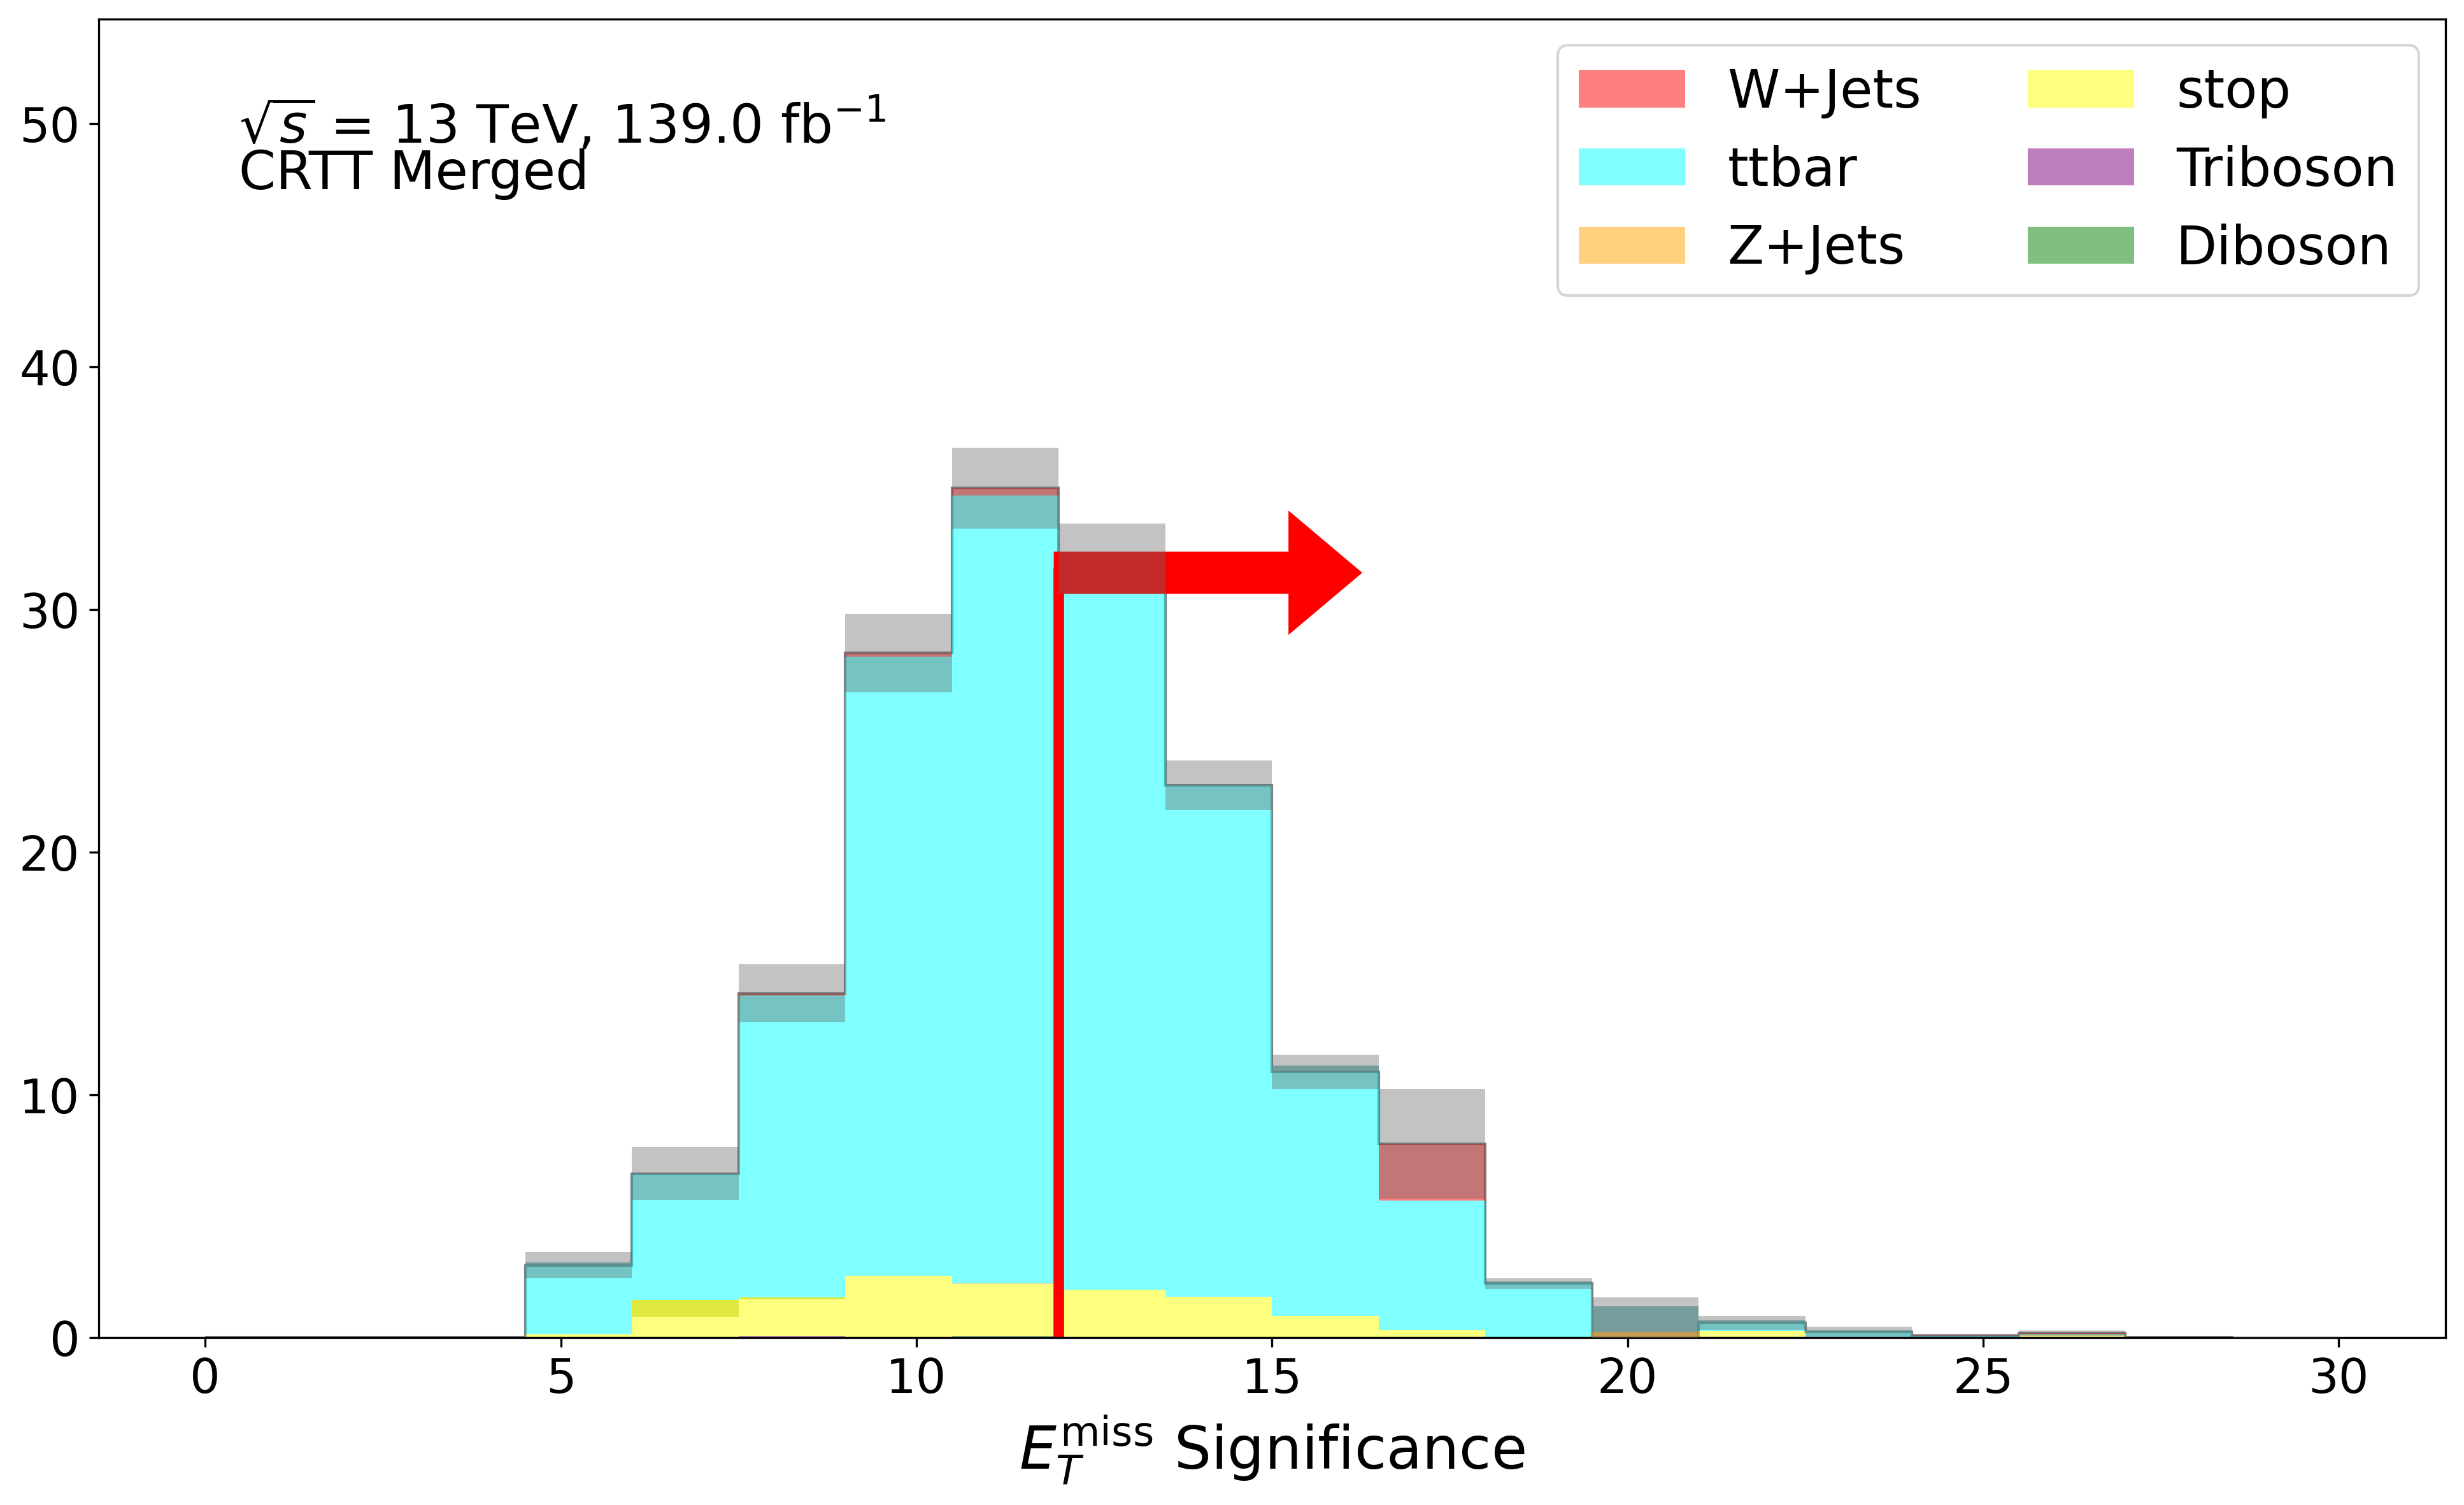 √s = 13 TeV, 139.0 fb⁻¹
CRTT Merged
W+Jets
ttbar
Z+Jets
stop
Triboson
Diboson
50
40
30
20
10
0
0 5 10 15 20 25 30
E_T^miss Significance